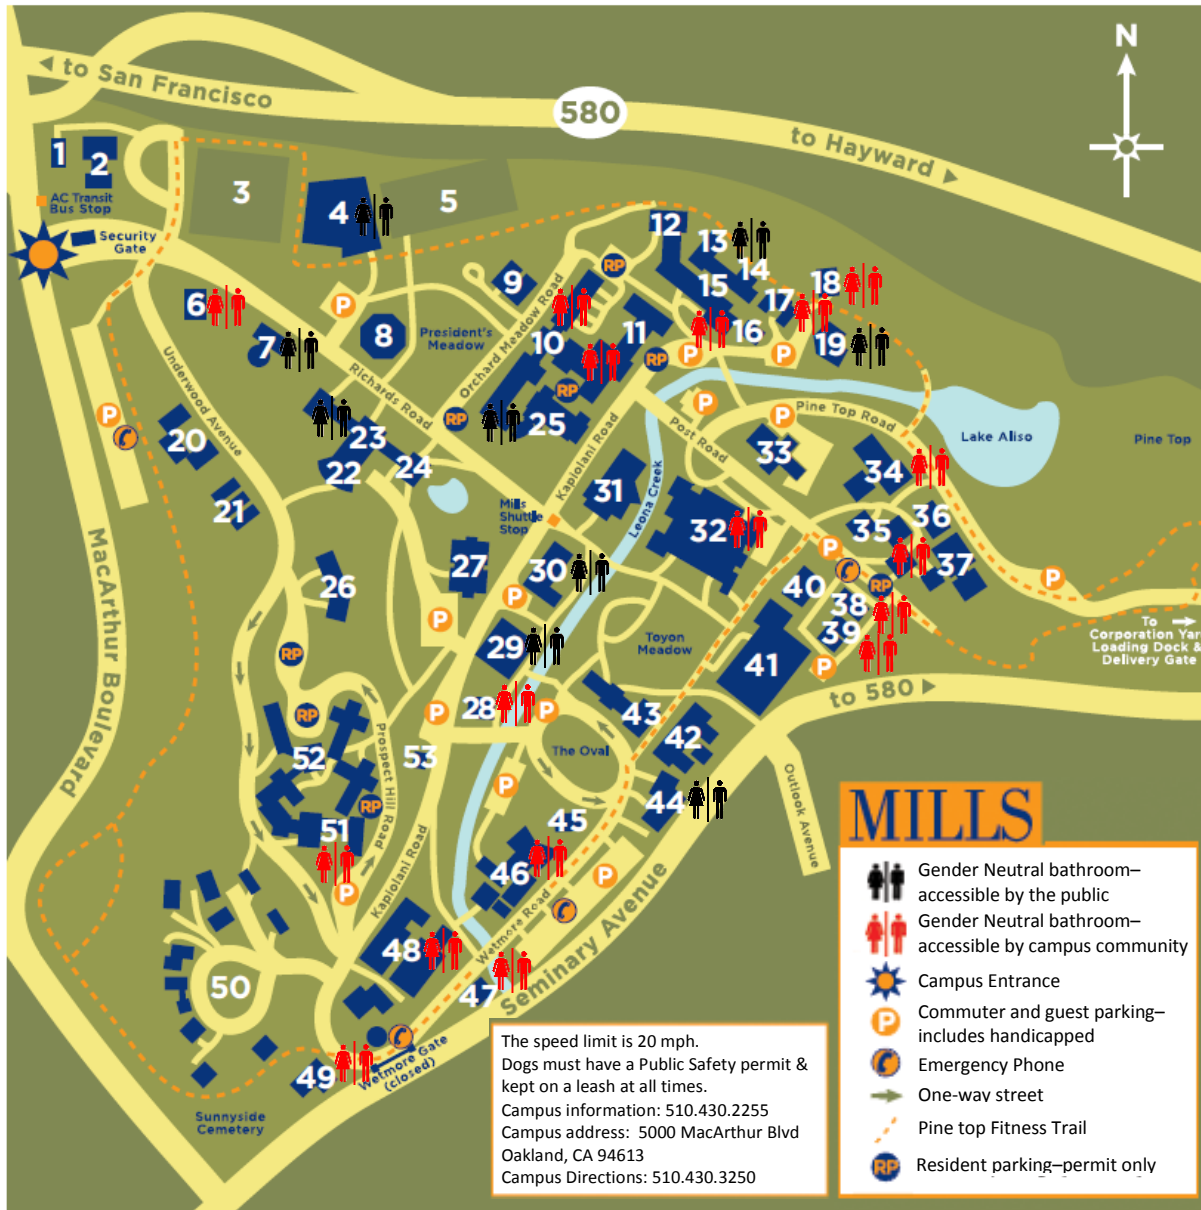 N
to San Francisco
580
to Hayward
1
2
3
4
5
AC Transit
Bus Stop
Security
Gate
6
7
8
9
President's
Meadow
Orchard Meadow Road
Richards Road
Underwood Avenue
10
11
12
13
14
15
16
17
18
19
RP
P
P
P
RP
RP
RP
P
P
Pine Top Road
Post Road
Lake Aliso
Pine Top
20
21
22
23
24
25
Kapiolani Road
Leona Creek
Mills
Shuttle
Stop
P
MacArthur Boulevard
26
27
28
29
30
31
32
33
34
35
36
37
38
39
40
41
P
RP
P
P
To
Corporation Yar
Loading Dock &
Delivery Gate
to 580
Toyon
Meadow
P
P
RP
RP
P
P
42
43
44
45
46
The Oval
Outlook Avenue
P
P
52
53
Prospect Hill Road
RP
51
P
Kapiolani Road
Wetmore Road
Seminary Avenue
47
48
49
50
Wetmore Gate
(closed)
Sunnyside
Cemetery
The speed limit is 20 mph.
Dogs must have a Public Safety permit &
kept on a leash at all times.
Campus information: 510.430.2255
Campus address: 5000 MacArthur Blvd
Oakland, CA 94613
Campus Directions: 510.430.3250
MILLS
Gender Neutral bathroom–
accessible by the public
Gender Neutral bathroom–
accessible by campus community
Campus Entrance
P
Commuter and guest parking–
includes handicapped
Emergency Phone
One-way street
Pine top Fitness Trail
RP
Resident parking–permit only